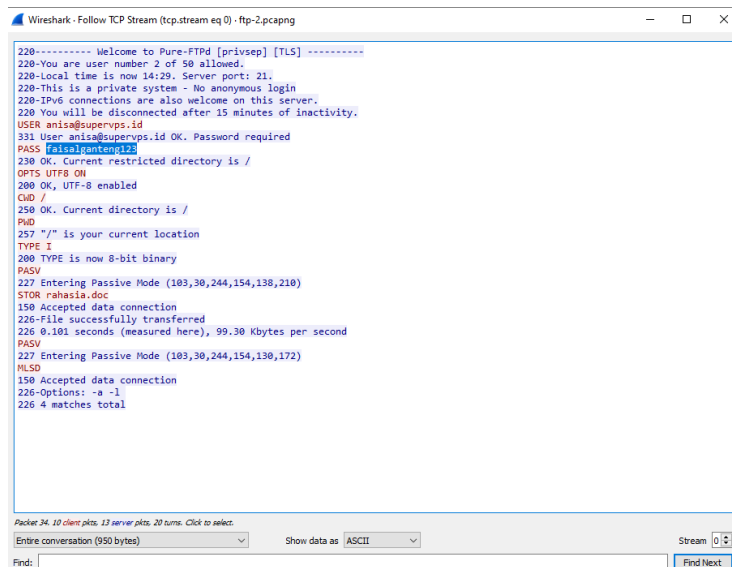 Wireshark · Follow TCP Stream (tcp.stream eq 0) · ftp-2.pcapng
220---------- Welcome to Pure-FTPd [privsep] [TLS] ----------
220-You are user number 2 of 50 allowed.
220-Local time is now 14:29. Server port: 21.
220-This is a private system - No anonymous login
220-IPv6 connections are also welcome on this server.
220 You will be disconnected after 15 minutes of inactivity.
USER anisa@supervps.id
331 User anisa@supervps.id OK. Password required
PASS faisalganteng123
230 OK. Current restricted directory is /
OPTS UTF8 ON
200 OK, UTF-8 enabled
CWD /
250 OK. Current directory is /
PWD
257 "/" is your current location
TYPE I
200 TYPE is now 8-bit binary
PASV
227 Entering Passive Mode (103,30,244,154,138,210)
STOR rahasia.doc
150 Accepted data connection
226-File successfully transferred
226 0.101 seconds (measured here), 99.30 Kbytes per second
PASV
227 Entering Passive Mode (103,30,244,154,130,172)
MLSD
150 Accepted data connection
226-Options: -a -l
226 4 matches total
Packet 34. 10 client pkts, 13 server pkts, 20 turns. Click to select.
Entire conversation (950 bytes) Show data as ASCII Stream 0
Find: Find Next